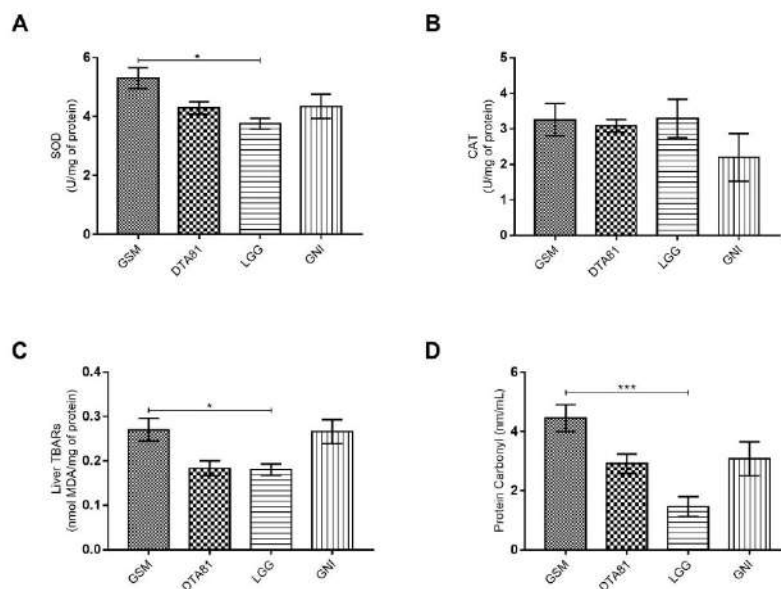 A
SOD
(U/mg of protein)
6
4
2
0
*
GSM
DTA81
LGG
GNI
B
CAT
(U/mg of protein)
5
4
3
2
1
0
GSM
DTA81
LGG
GNI
C
Liver TBARs
(nmol MDA/mg of protein)
0.4
0.3
0.2
0.1
0.0
*
GSM
DTA81
LGG
GNI
D
Protein Carbonyl (nm/mL)
6
4
2
0
***
GSM
DTA81
LGG
GNI